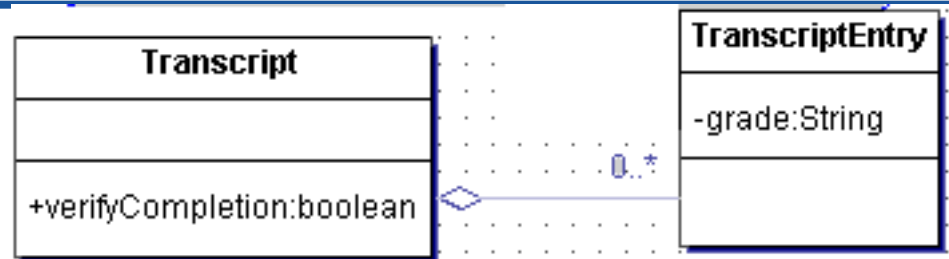 Transcript
+verifyCompletion:boolean
0..*
TranscriptEntry
-grade:String